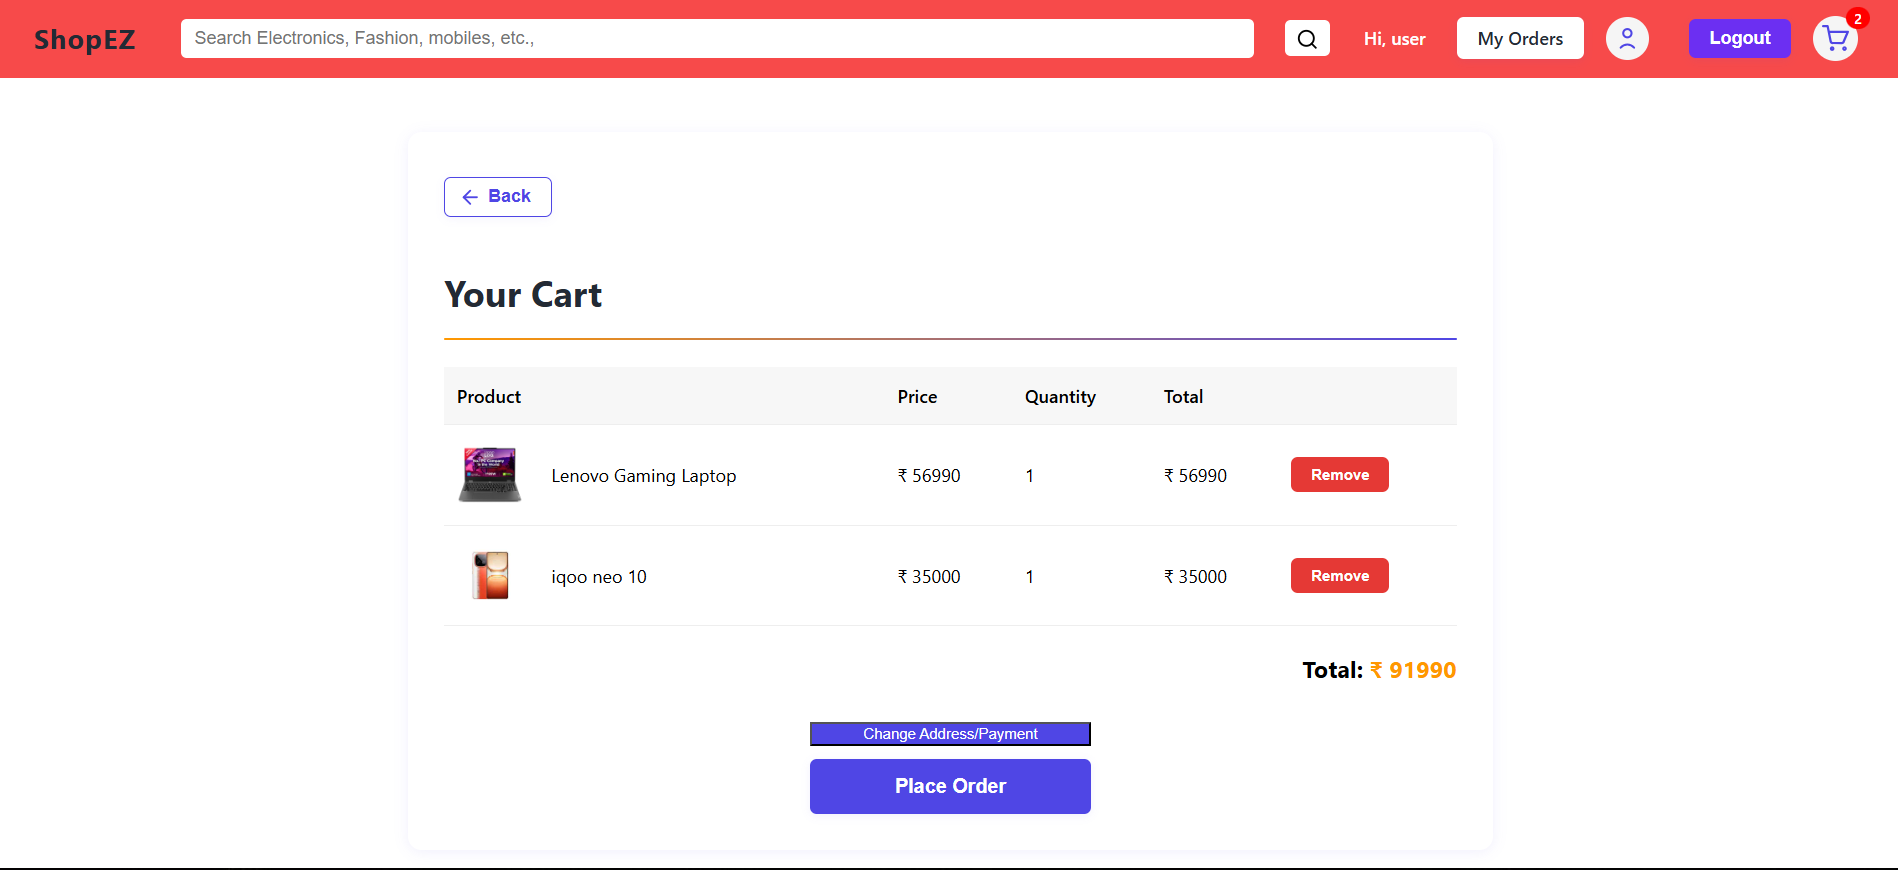 ShopEZ
Search Electronics, Fashion, mobiles, etc.,
Hi, user
My Orders
Logout
2
Back
Your Cart
Product Price Quantity Total
Lenovo Gaming Laptop ₹ 56990 1 ₹ 56990 Remove
iqoo neo 10 ₹ 35000 1 ₹ 35000 Remove
Total: ₹ 91990
Change Address/Payment
Place Order